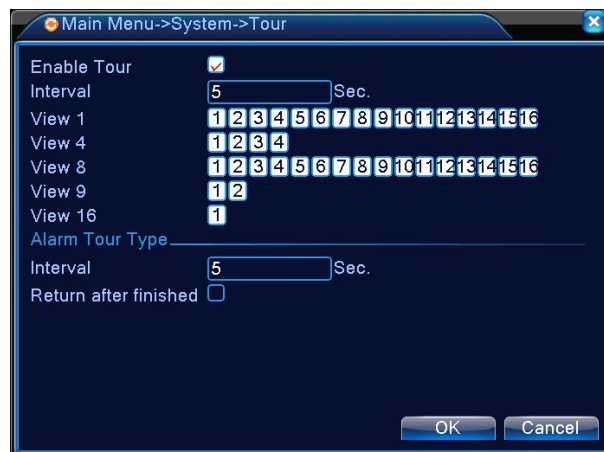 Main Menu->System->Tour
Enable Tour
Interval 5 Sec.
View 1 1 2 3 4 5 6 7 8 9 10 11 12 13 14 15 16
View 4 1 2 3 4
View 8 1 2 3 4 5 6 7 8 9 10 11 12 13 14 15 16
View 9 1 2
View 16 1
Alarm Tour Type
Interval 5 Sec.
Return after finished
OK Cancel